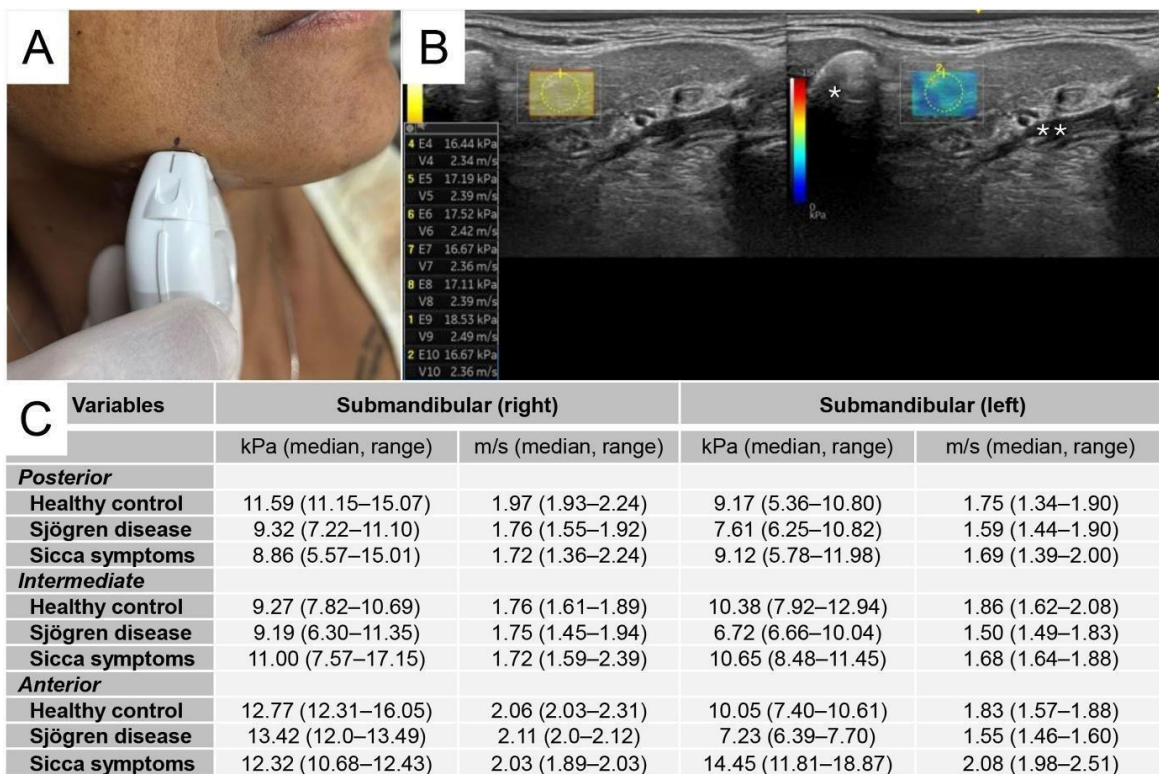 A
B
1
2
*
* *
4 E4 16.44 kPa
V4 2.34 m/s
5 E5 17.19 kPa
V5 2.39 m/s
6 E6 17.52 kPa
V6 2.42 m/s
7 E7 16.67 kPa
V7 2.36 m/s
8 E8 17.11 kPa
V8 2.39 m/s
1 E9 18.53 kPa
V9 2.49 m/s
2 E10 16.67 kPa
V10 2.36 m/s
0
kPa
C
Variables Submandibular (right) Submandibular (left)
kPa (median, range) m/s (median, range) kPa (median, range) m/s (median, range)
Posterior
Healthy control 11.59 (11.15–15.07) 1.97 (1.93–2.24) 9.17 (5.36–10.80) 1.75 (1.34–1.90)
Sjögren disease 9.32 (7.22–11.10) 1.76 (1.55–1.92) 7.61 (6.25–10.82) 1.59 (1.44–1.90)
Sicca symptoms 8.86 (5.57–15.01) 1.72 (1.36–2.24) 9.12 (5.78–11.98) 1.69 (1.39–2.00)
Intermediate
Healthy control 9.27 (7.82–10.69) 1.76 (1.61–1.89) 10.38 (7.92–12.94) 1.86 (1.62–2.08)
Sjögren disease 9.19 (6.30–11.35) 1.75 (1.45–1.94) 6.72 (6.66–10.04) 1.50 (1.49–1.83)
Sicca symptoms 11.00 (7.57–17.15) 1.72 (1.59–2.39) 10.65 (8.48–11.45) 1.68 (1.64–1.88)
Anterior
Healthy control 12.77 (12.31–16.05) 2.06 (2.03–2.31) 10.05 (7.40–10.61) 1.83 (1.57–1.88)
Sjögren disease 13.42 (12.0–13.49) 2.11 (2.0–2.12) 7.23 (6.39–7.70) 1.55 (1.46–1.60)
Sicca symptoms 12.32 (10.68–12.43) 2.03 (1.89–2.03) 14.45 (11.81–18.87) 2.08 (1.98–2.51)